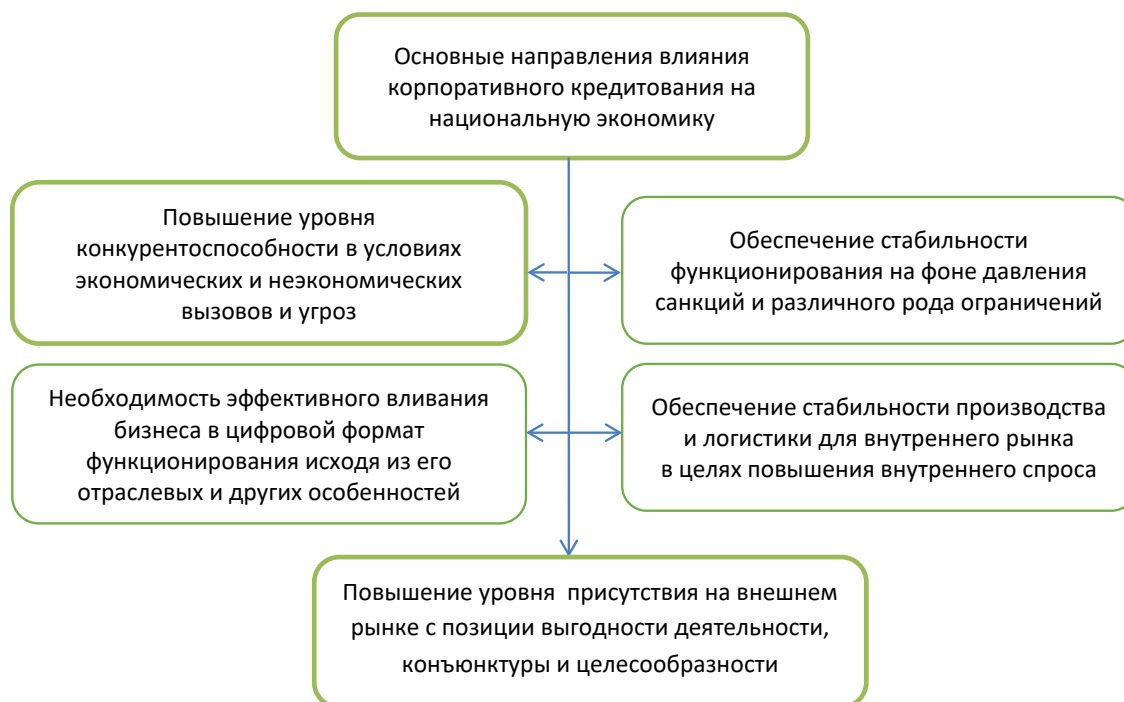 Основные направления влияния
корпоративного кредитования на
национальную экономику
Повышение уровня
конкурентоспособности в условиях
экономических и неэкономических
вызовов и угроз
Обеспечение стабильности
функционирования на фоне давления
санкций и различного рода ограничений
Необходимость эффективного вливания
бизнеса в цифровой формат
функционирования исходя из его
отраслевых и других особенностей
Обеспечение стабильности производства
и логистики для внутреннего рынка
в целях повышения внутреннего спроса
Повышение уровня присутствия на внешнем
рынке с позиции выгодности деятельности,
конъюнктуры и целесообразности